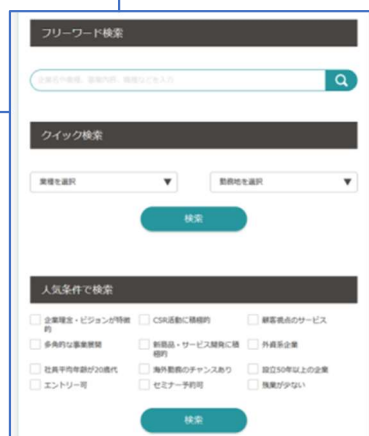 フリーワード検索
企業名や業種、事業内容、職種などを入力
クイック検索
業種を選択 ▼ 勤務地を選択 ▼
検索
人気条件で検索
企業理念・ビジョンが特徴的 CSR活動に積極的 顧客視点のサービス
多角的な事業展開 新商品・サービス開発に積極的 外資系企業
社員平均年齢が20歳代 海外勤務のチャンスあり 設立50年以上の企業
エントリー可 セミナー予約可 残業が少ない
検索